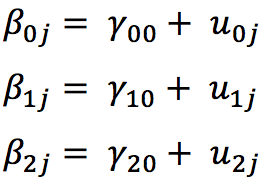 β₀ⱼ = γ₀₀ + u₀ⱼ
β₁ⱼ = γ₁₀ + u₁ⱼ
β₂ⱼ = γ₂₀ + u₂ⱼ